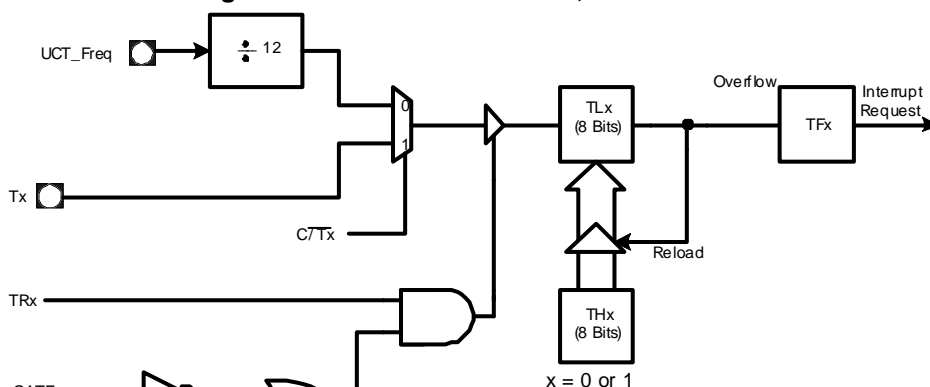 UCT_Freq
÷ 12
0
1
Tx
C/Tx
TLx
(8 Bits)
Overflow
TFx
Interrupt
Request
Reload
TRx
THx
(8 Bits)
x = 0 or 1